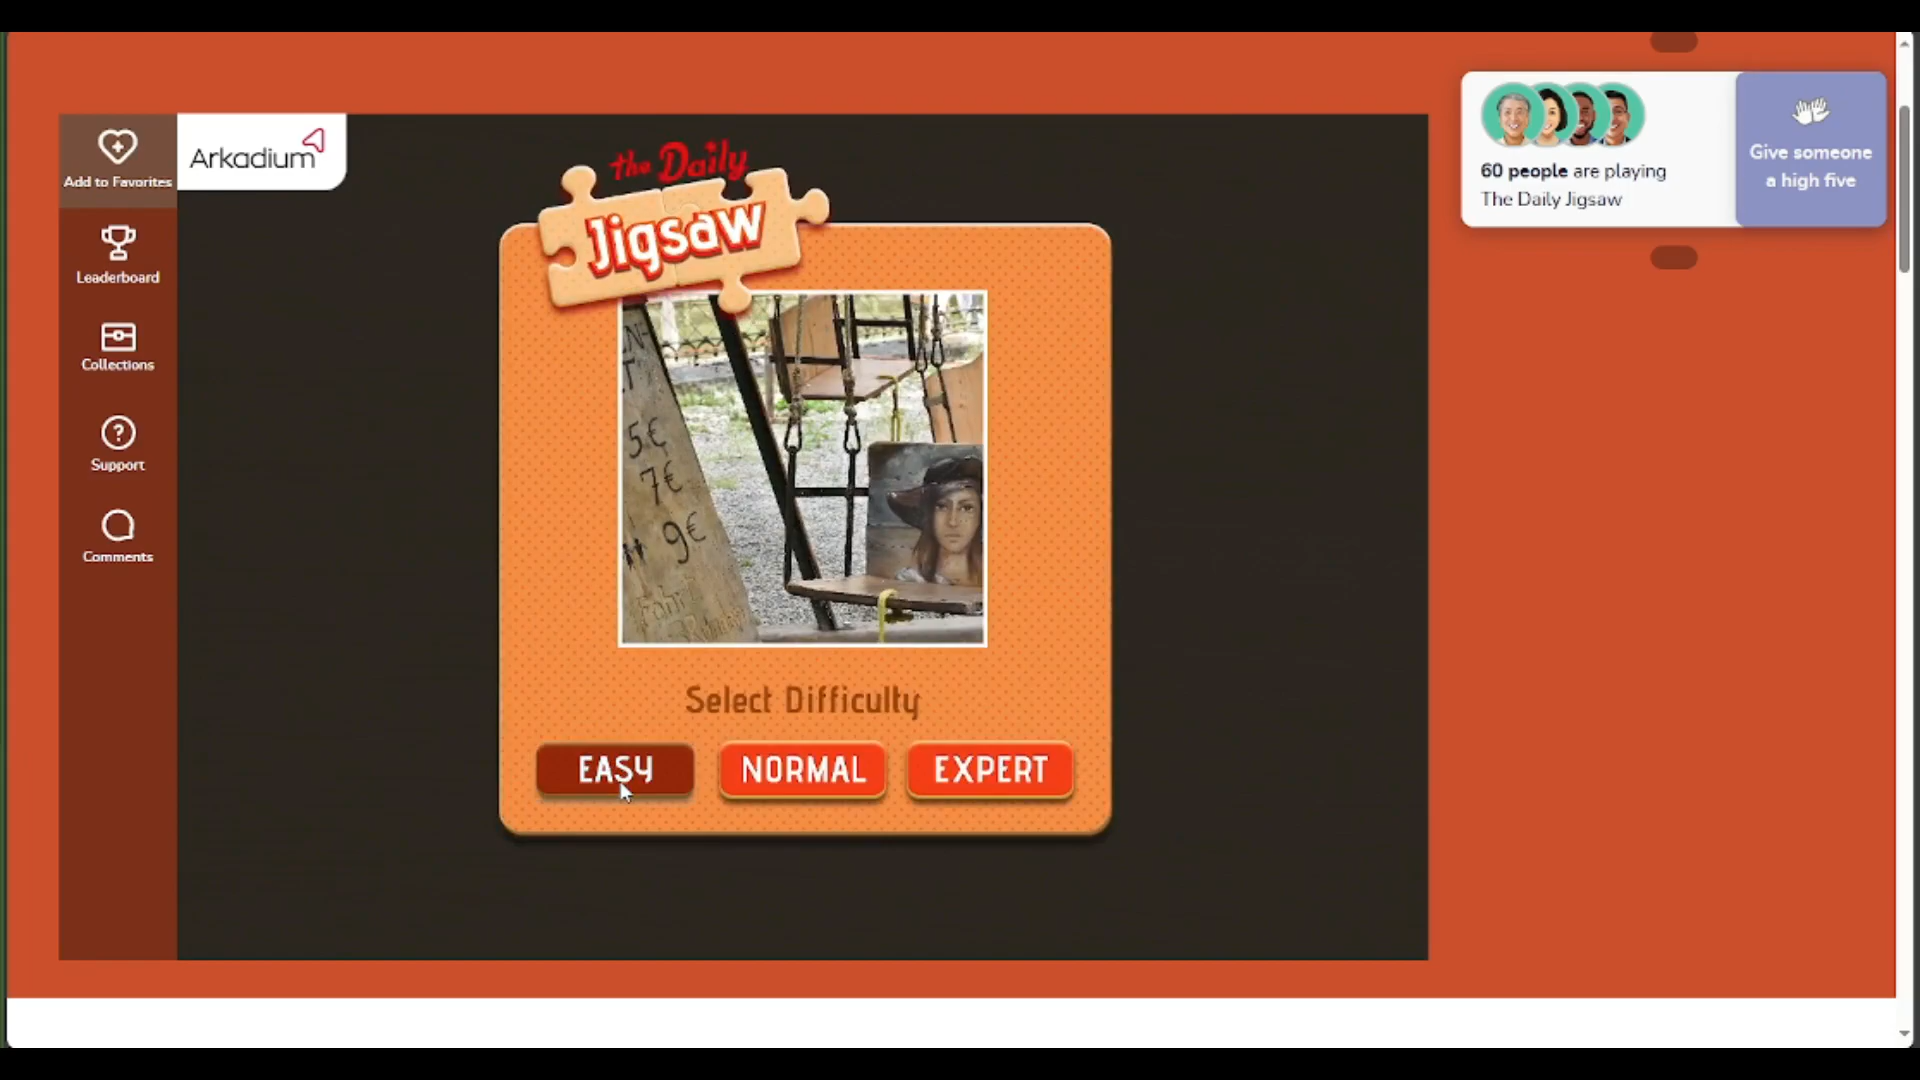 Add to Favorites
Arkadium
Leaderboard
Collections
Support
Comments
the Daily
Jigsaw
5€
7€
9€
Select Difficulty
EASY
NORMAL
EXPERT
60 people are playing
The Daily Jigsaw
Give someone
a high five